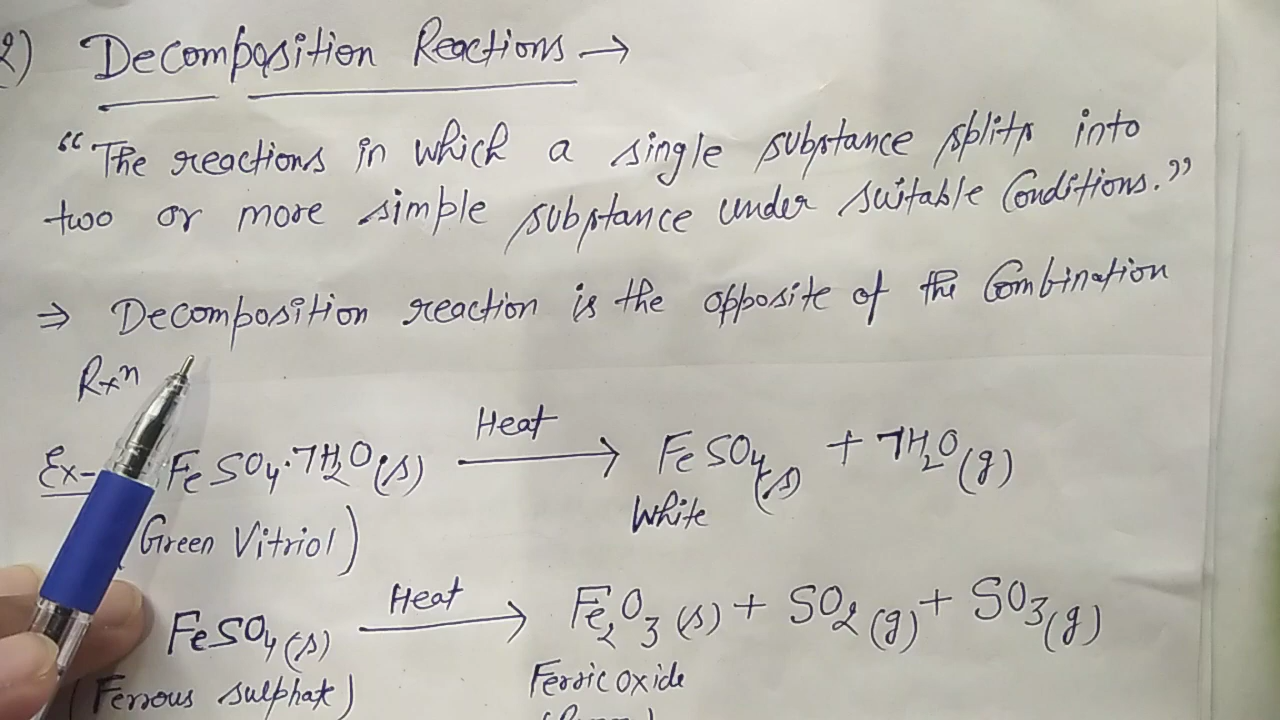 2) Decomposition Reactions →
“The reactions in which a single substance splits into
two or more simple substance under suitable Conditions.”
⇒ Decomposition reaction is the opposite of the Combination
Rxn
Ex- FeSO4·7H2O(s) Heat → FeSO4(s) + 7H2O(g)
(Green Vitriol) White
FeSO4(s) Heat → Fe2O3(s) + SO2(g) + SO3(g)
(Ferrous sulphat) Ferric oxide